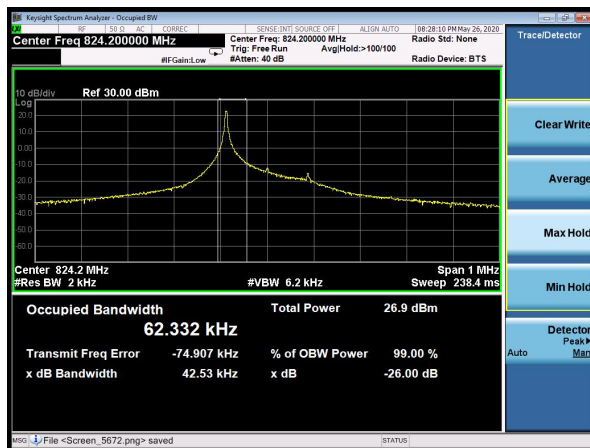 Keysight Spectrum Analyzer - Occupied BW
RF 50 Ω AC CORREC SENSE:INT SOURCE OFF ALIGN AUTO 08:28:10 PM May 26, 2020
Center Freq 824.200000 MHz Center Freq: 824.200000 MHz Radio Std: None Trace/Detector
Trig: Free Run Avg|Hold:>100/100
#IFGain:Low #Atten: 40 dB Radio Device: BTS
10 dB/div Ref 30.00 dBm
Log
20.0
10.0
0.00
-10.0
-20.0
-30.0
-40.0
-50.0
-60.0
Center 824.2 MHz Span 1 MHz
#Res BW 2 kHz #VBW 6.2 kHz Sweep 238.4 ms
Occupied Bandwidth Total Power 26.9 dBm
62.332 kHz
Transmit Freq Error -74.907 kHz % of OBW Power 99.00 %
x dB Bandwidth 42.53 kHz x dB -26.00 dB
Clear Write
Average
Max Hold
Min Hold
Detector
Peak
Auto Man
MSG File <Screen_5672.png> saved STATUS